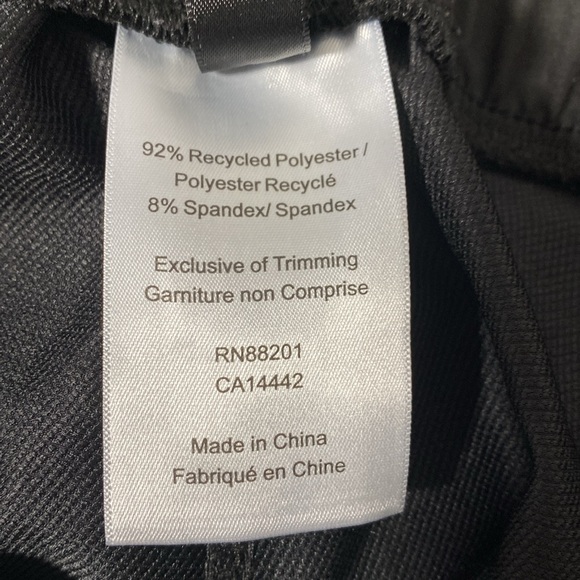 92% Recycled Polyester /
Polyester Recyclé
8% Spandex/ Spandex
Exclusive of Trimming
Garniture non Comprise
RN88201
CA14442
Made in China
Fabriqué en Chine